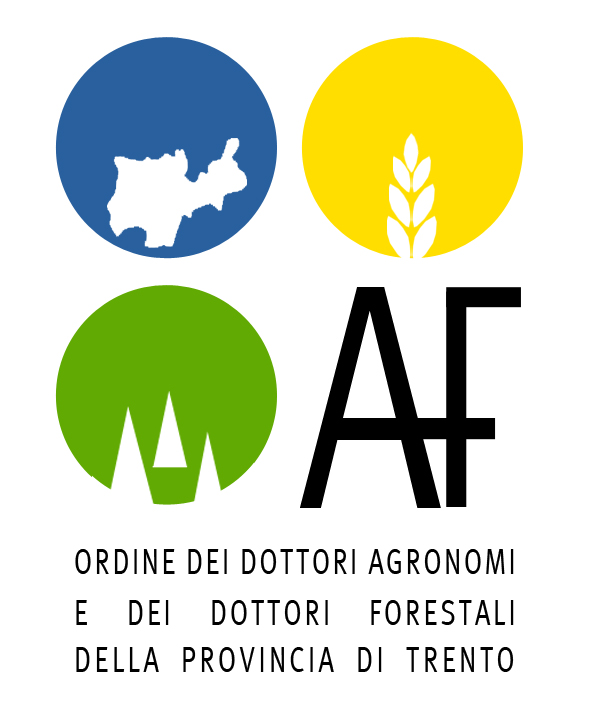 AF
ORDINE DEI DOTTORI AGRONOMI
E DEI DOTTORI FORESTALI
DELLA PROVINCIA DI TRENTO